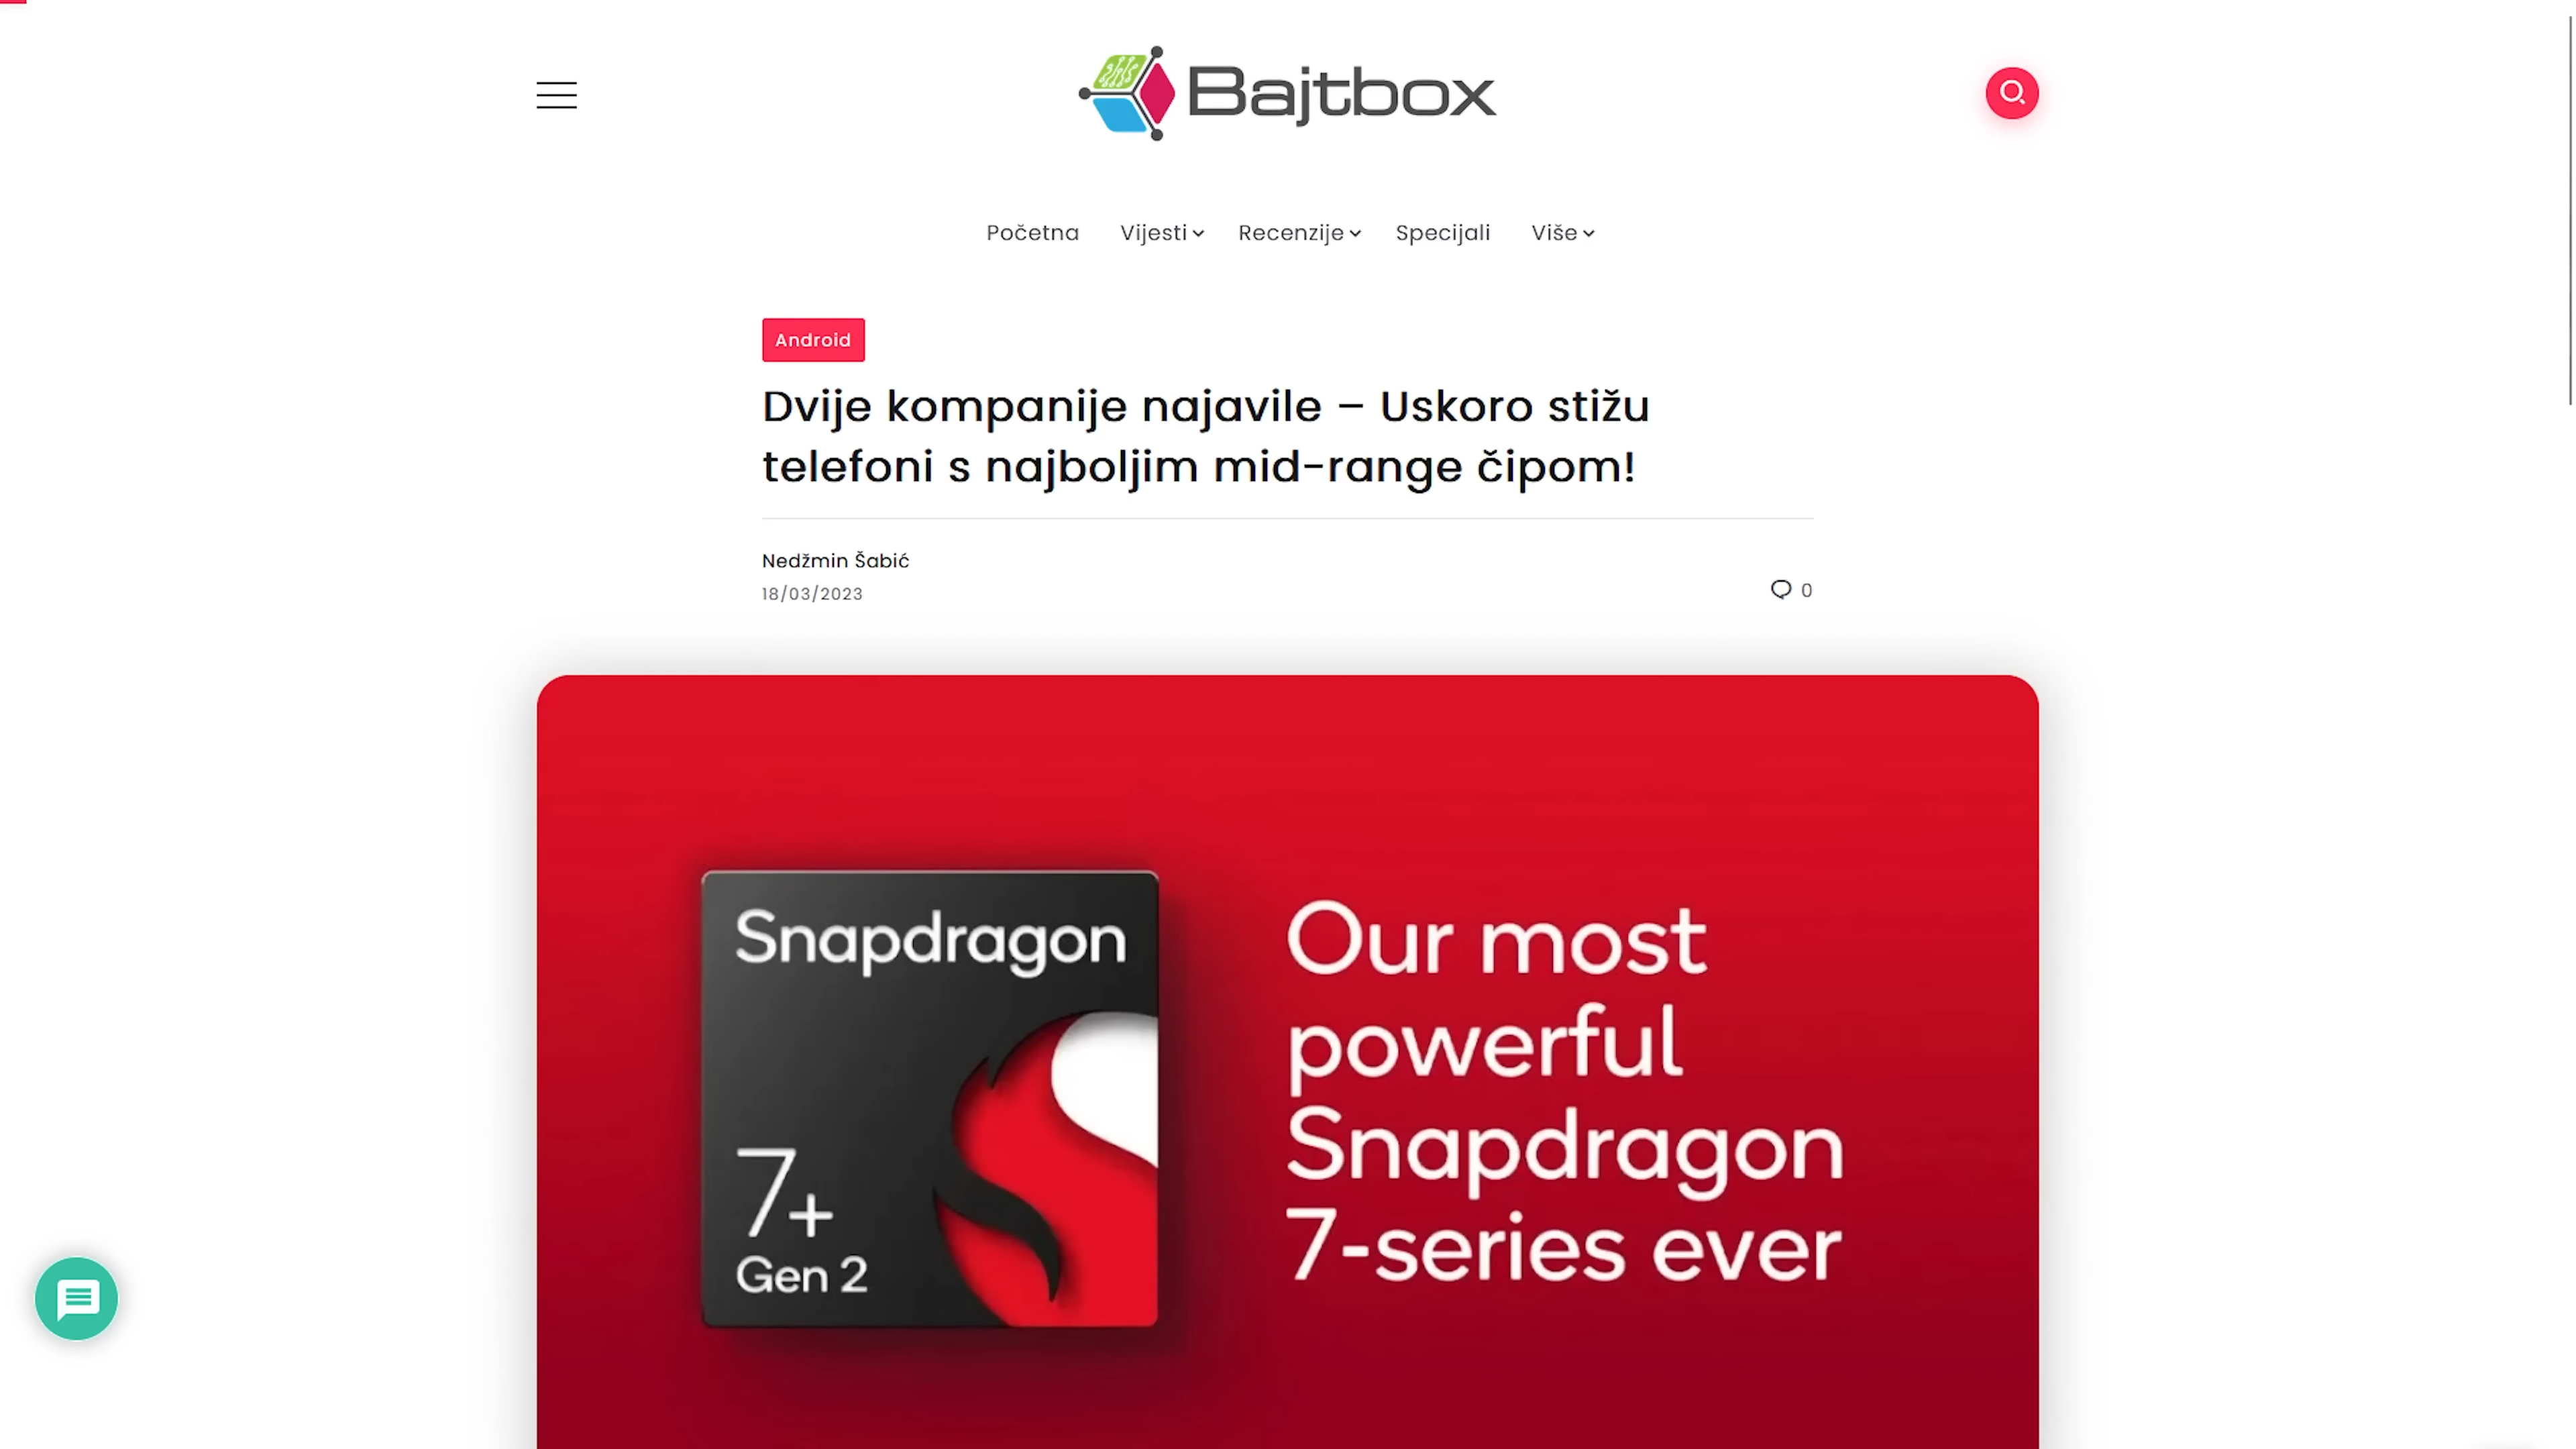 Bajtbox
Početna Vijesti Recenzije Specijali Više
Android
Dvije kompanije najavile – Uskoro stižu
telefoni s najboljim mid-range čipom!
Nedžmin Šabić
18/03/2023
0
Snapdragon
7+
Gen 2
Our most
powerful
Snapdragon
7-series ever